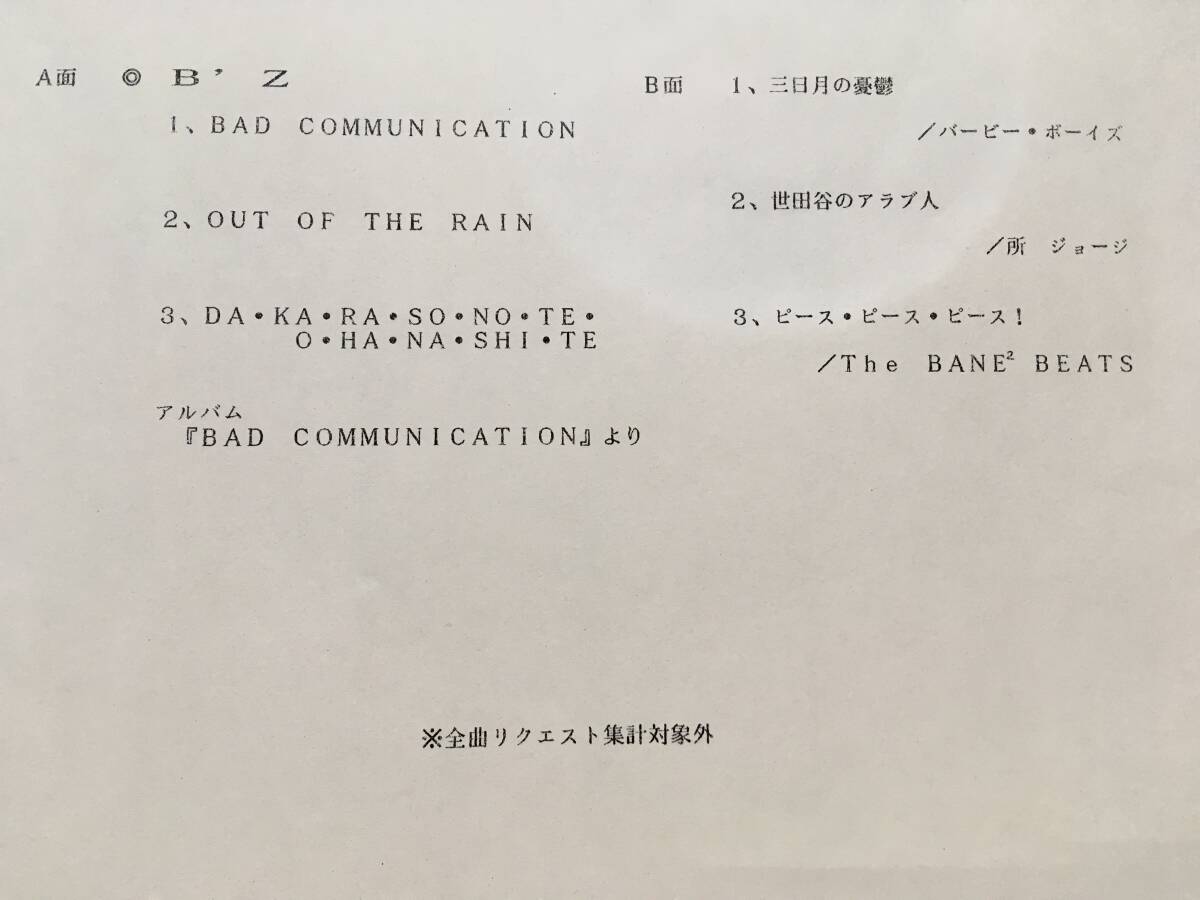 A面　◎　B'　Z
1、BAD　COMMUNICATION
2、OUT　OF　THE　RAIN
3、DA・KA・RA・SO・NO・TE・
O・HA・NA・SHI・TE
アルバム
『BAD　COMMUNICATION』より
B面　1、三日月の憂鬱
／バービー・ボーイズ
2、世田谷のアラブ人
／所　ジョージ
3、ピース・ピース・ピース！
／The　BANE²　BEATS
※全曲リクエスト集計対象外